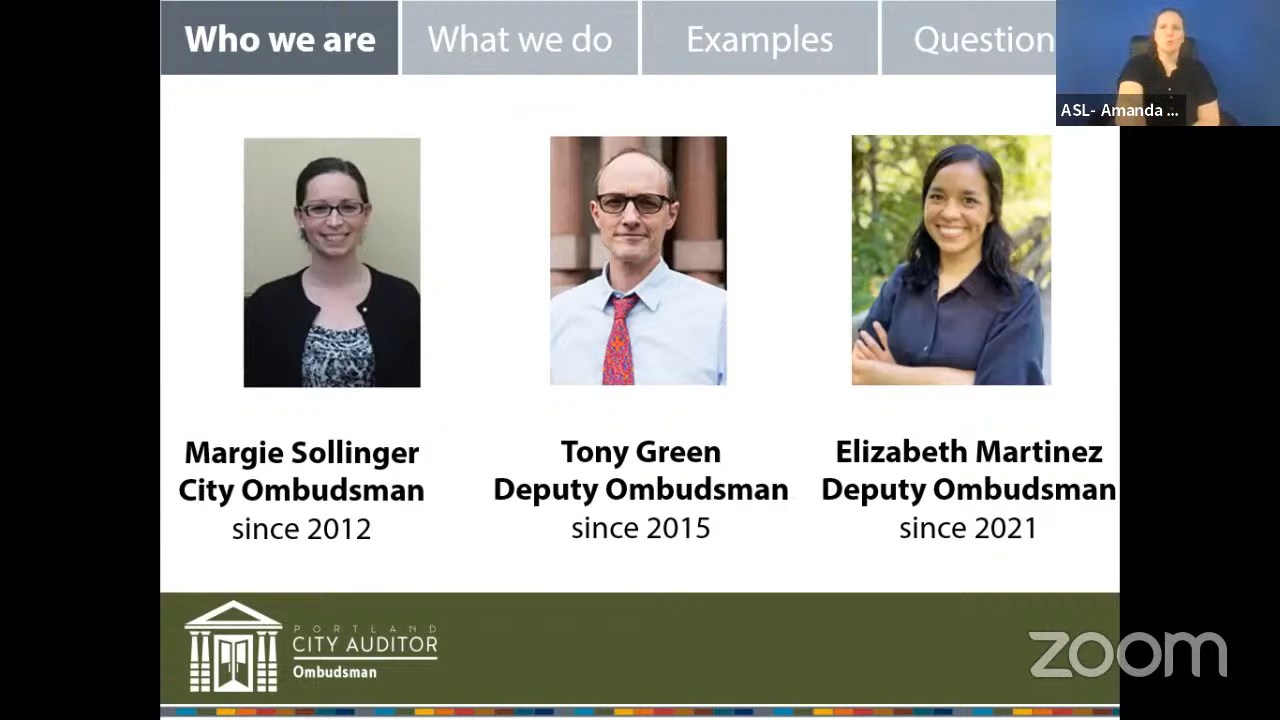 Who we are
What we do
Examples
Question
ASL- Amanda ...
Margie Sollinger
City Ombudsman
since 2012
Tony Green
Deputy Ombudsman
since 2015
Elizabeth Martinez
Deputy Ombudsman
since 2021
PORTLAND
CITY AUDITOR
Ombudsman
zoom